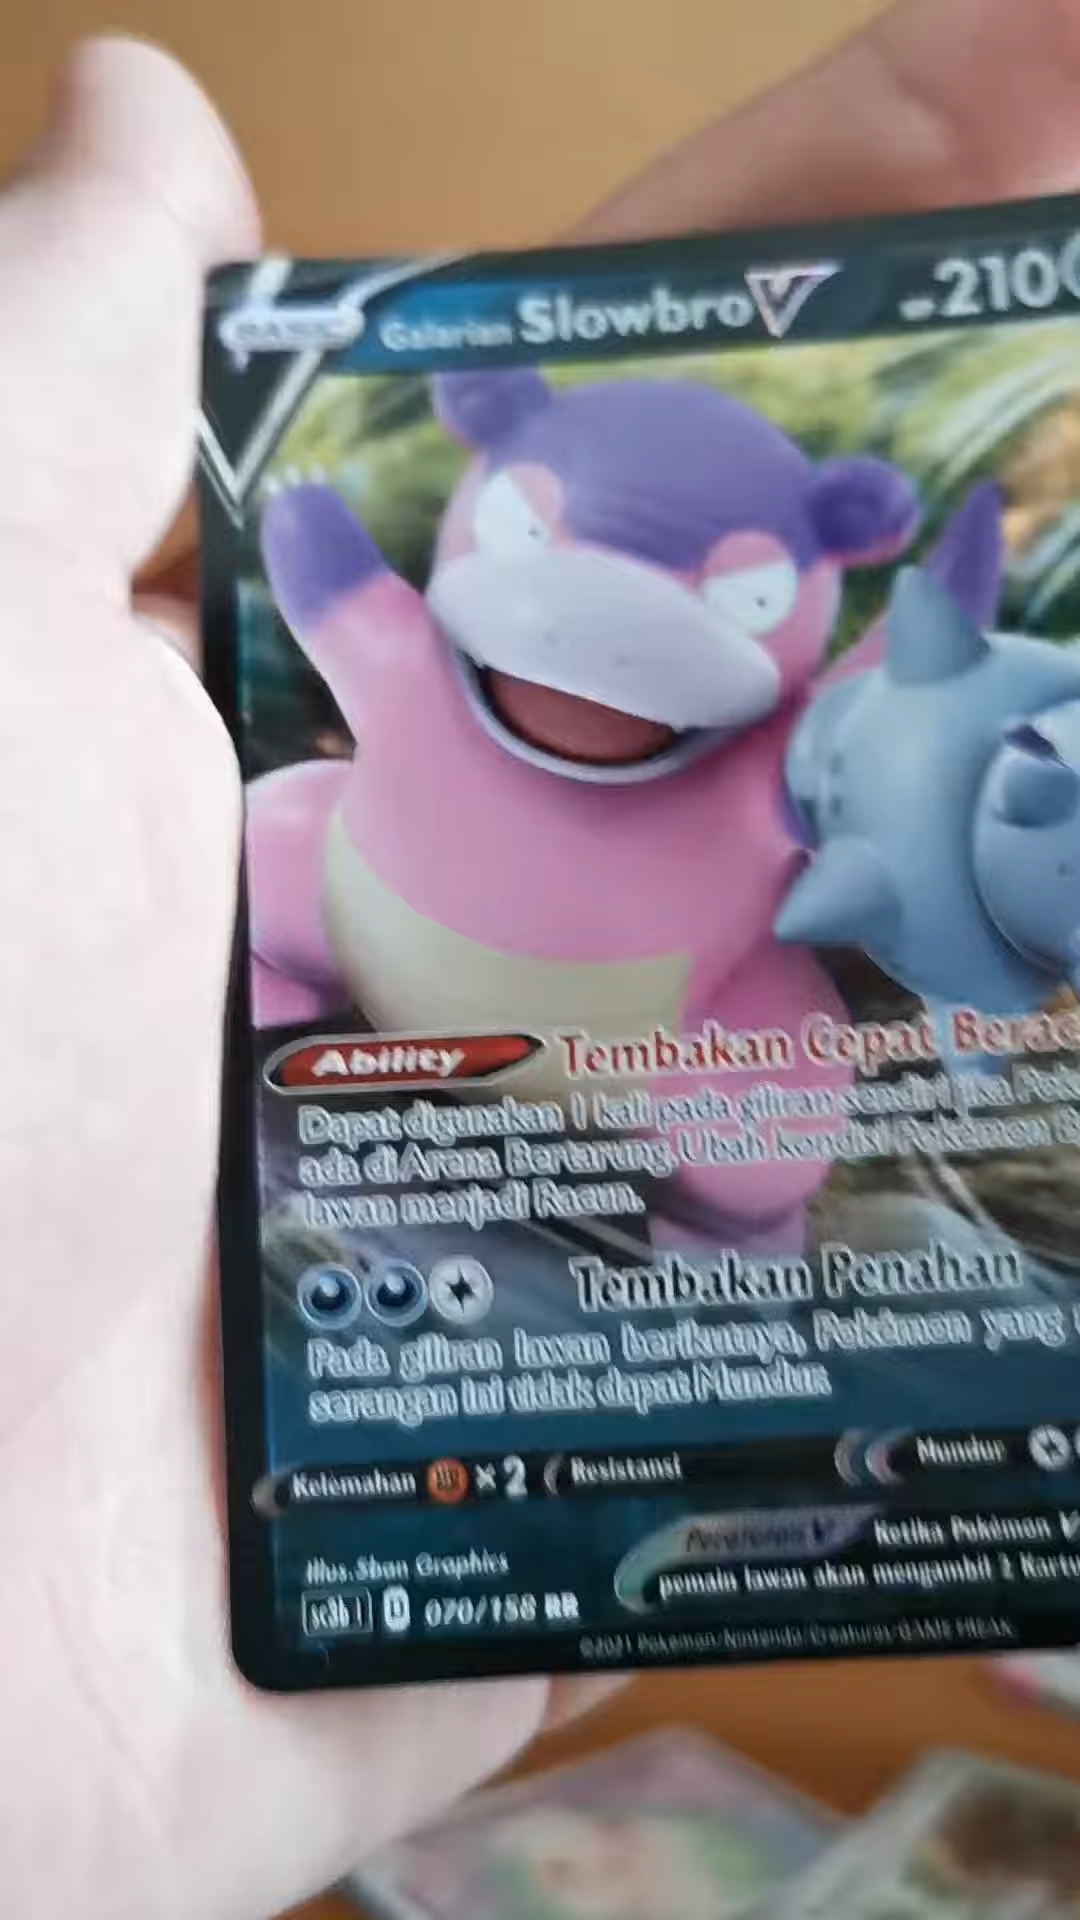 BASIC Galarian Slowbro V HP 210
Ability Tembakan Cepat
Dapat digunakan 1 kali pada giliran sendiri jika
ada di Arena Bertarung. Ubah kondisi Pokémon
lawan menjadi Racun.
Tembakan Penahan
Pada giliran lawan berikutnya, Pokémon yang
serangan ini tidak dapat Mundur.
Kelemahan ×2 Resistansi Mundur
Peraturan V Ketika Pokémon V
pemain lawan akan mengambil 2 Kartu
Illus. 5ban Graphics
D 070/158 RR
©2021 Pokémon/Nintendo/Creatures/GAME FREAK.